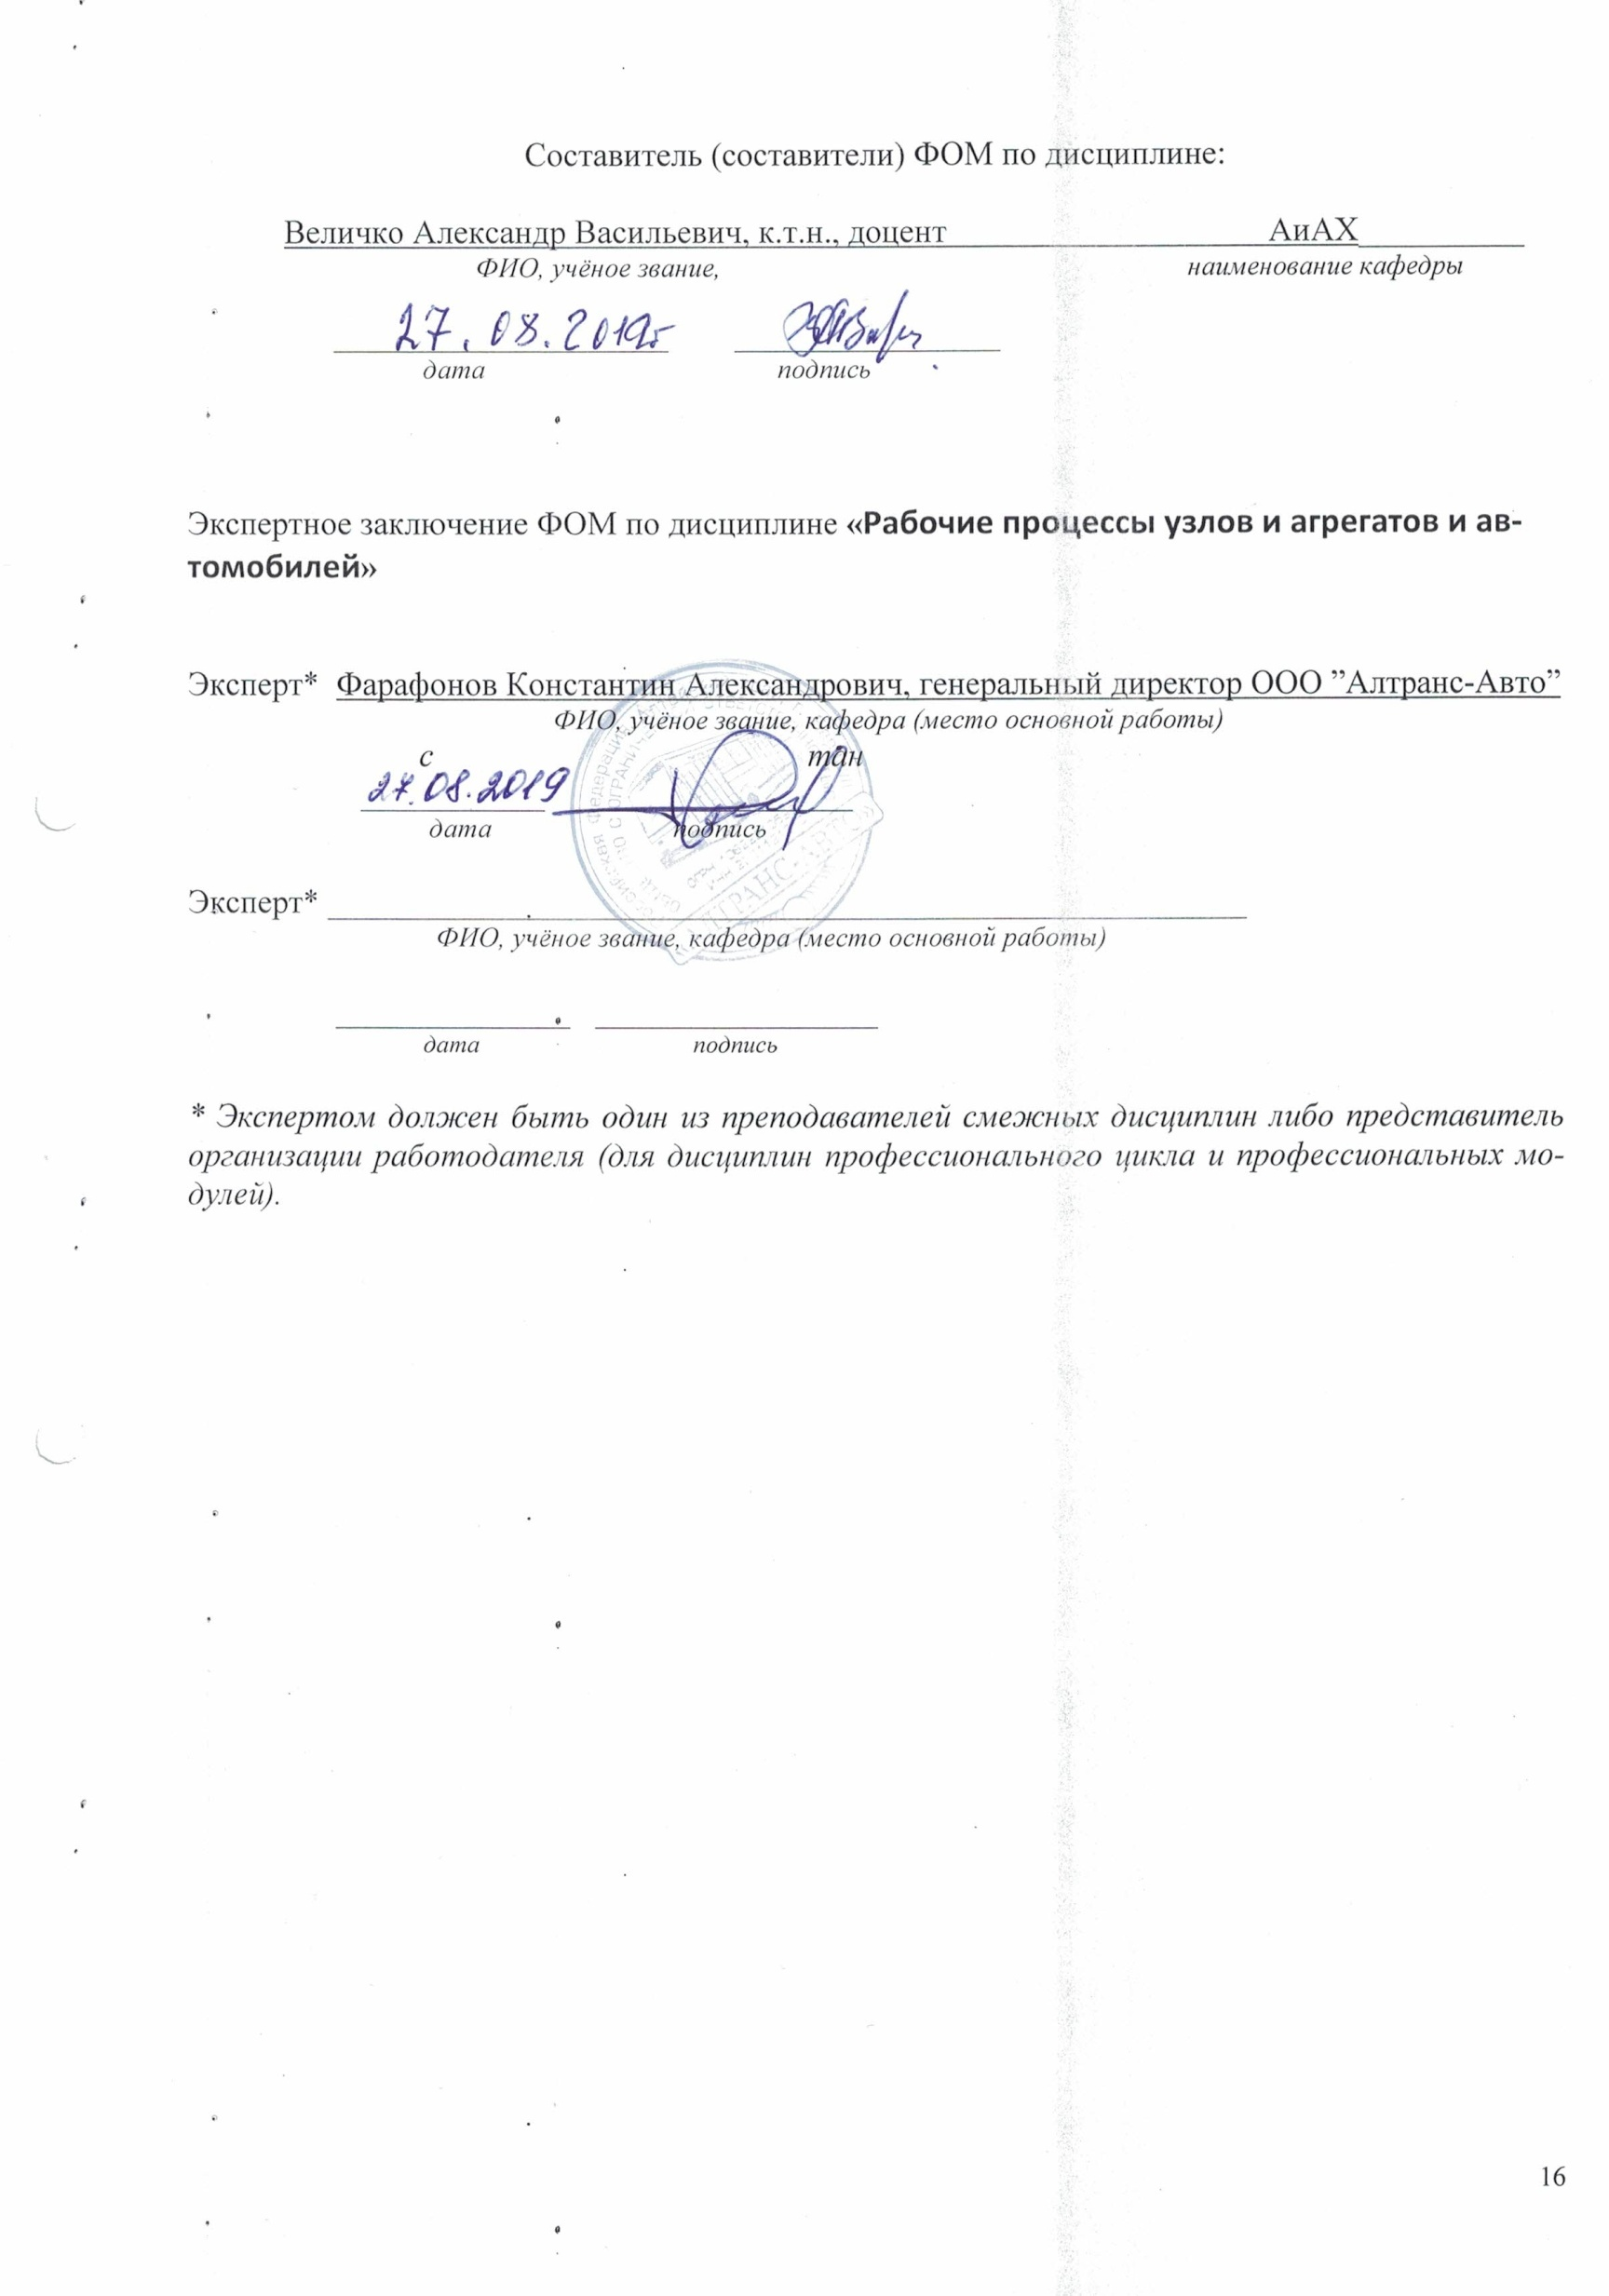 Составитель (составители) ФОМ по дисциплине:
Величко Александр Васильевич, к.т.н., доцент АиАХ
ФИО, учёное звание, наименование кафедры
27.08.2019г
дата подпись
Экспертное заключение ФОМ по дисциплине «Рабочие процессы узлов и агрегатов и ав-
томобилей»
Эксперт* Фарафонов Константин Александрович, генеральный директор ООО ”Алтранс-Авто”
ФИО, учёное звание, кафедра (место основной работы)
с тан
27.08.2019
дата подпись
АЛТРАНС-АВТО
Эксперт*
ФИО, учёное звание, кафедра (место основной работы)
дата подпись
* Экспертом должен быть один из преподавателей смежных дисциплин либо представитель
организации работодателя (для дисциплин профессионального цикла и профессиональных мо-
дулей).
16